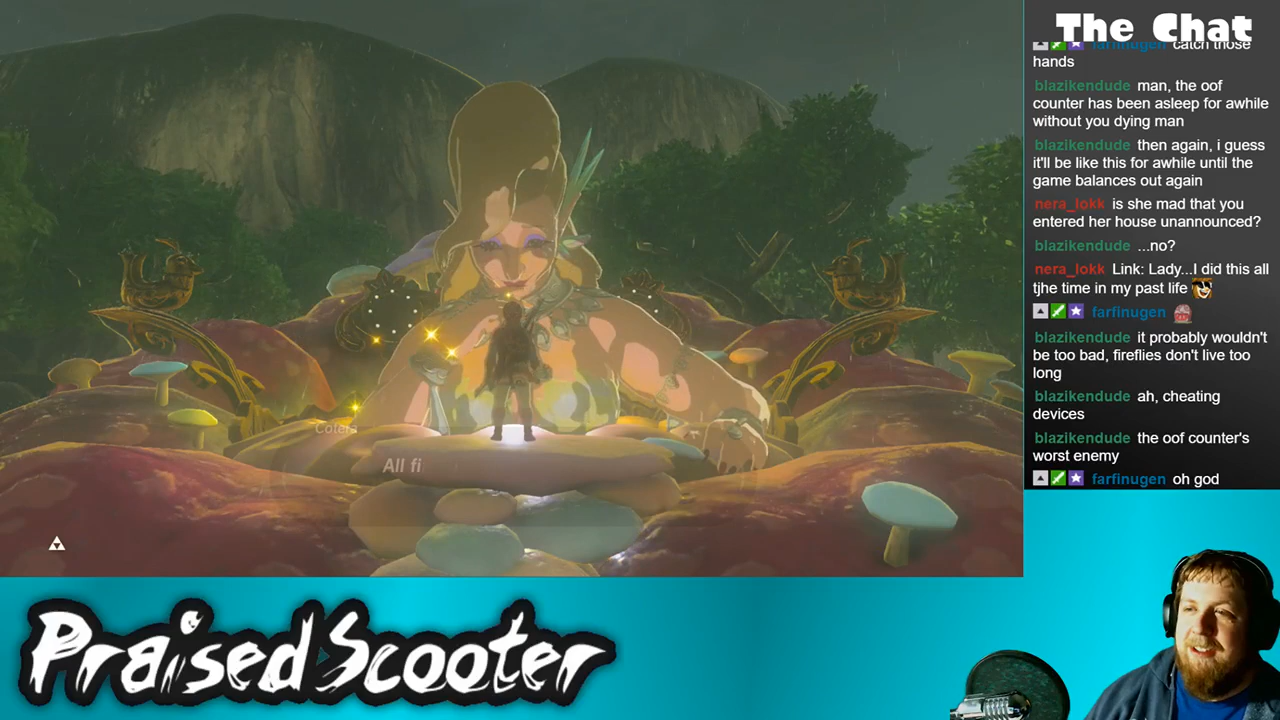 The Chat
farfinugen catch those
hands
blazikendude man, the oof
counter has been asleep for awhile
without you dying man
blazikendude then again, i guess
it'll be like this for awhile until the
game balances out again
nera_lokk is she mad that you
entered her house unannounced?
blazikendude ...no?
nera_lokk Link: Lady...I did this all
tjhe time in my past life
farfinugen
blazikendude it probably wouldn't
be too bad, fireflies don't live too
long
blazikendude ah, cheating
devices
blazikendude the oof counter's
worst enemy
farfinugen oh god
Cotera
All fi
PraisedScooter